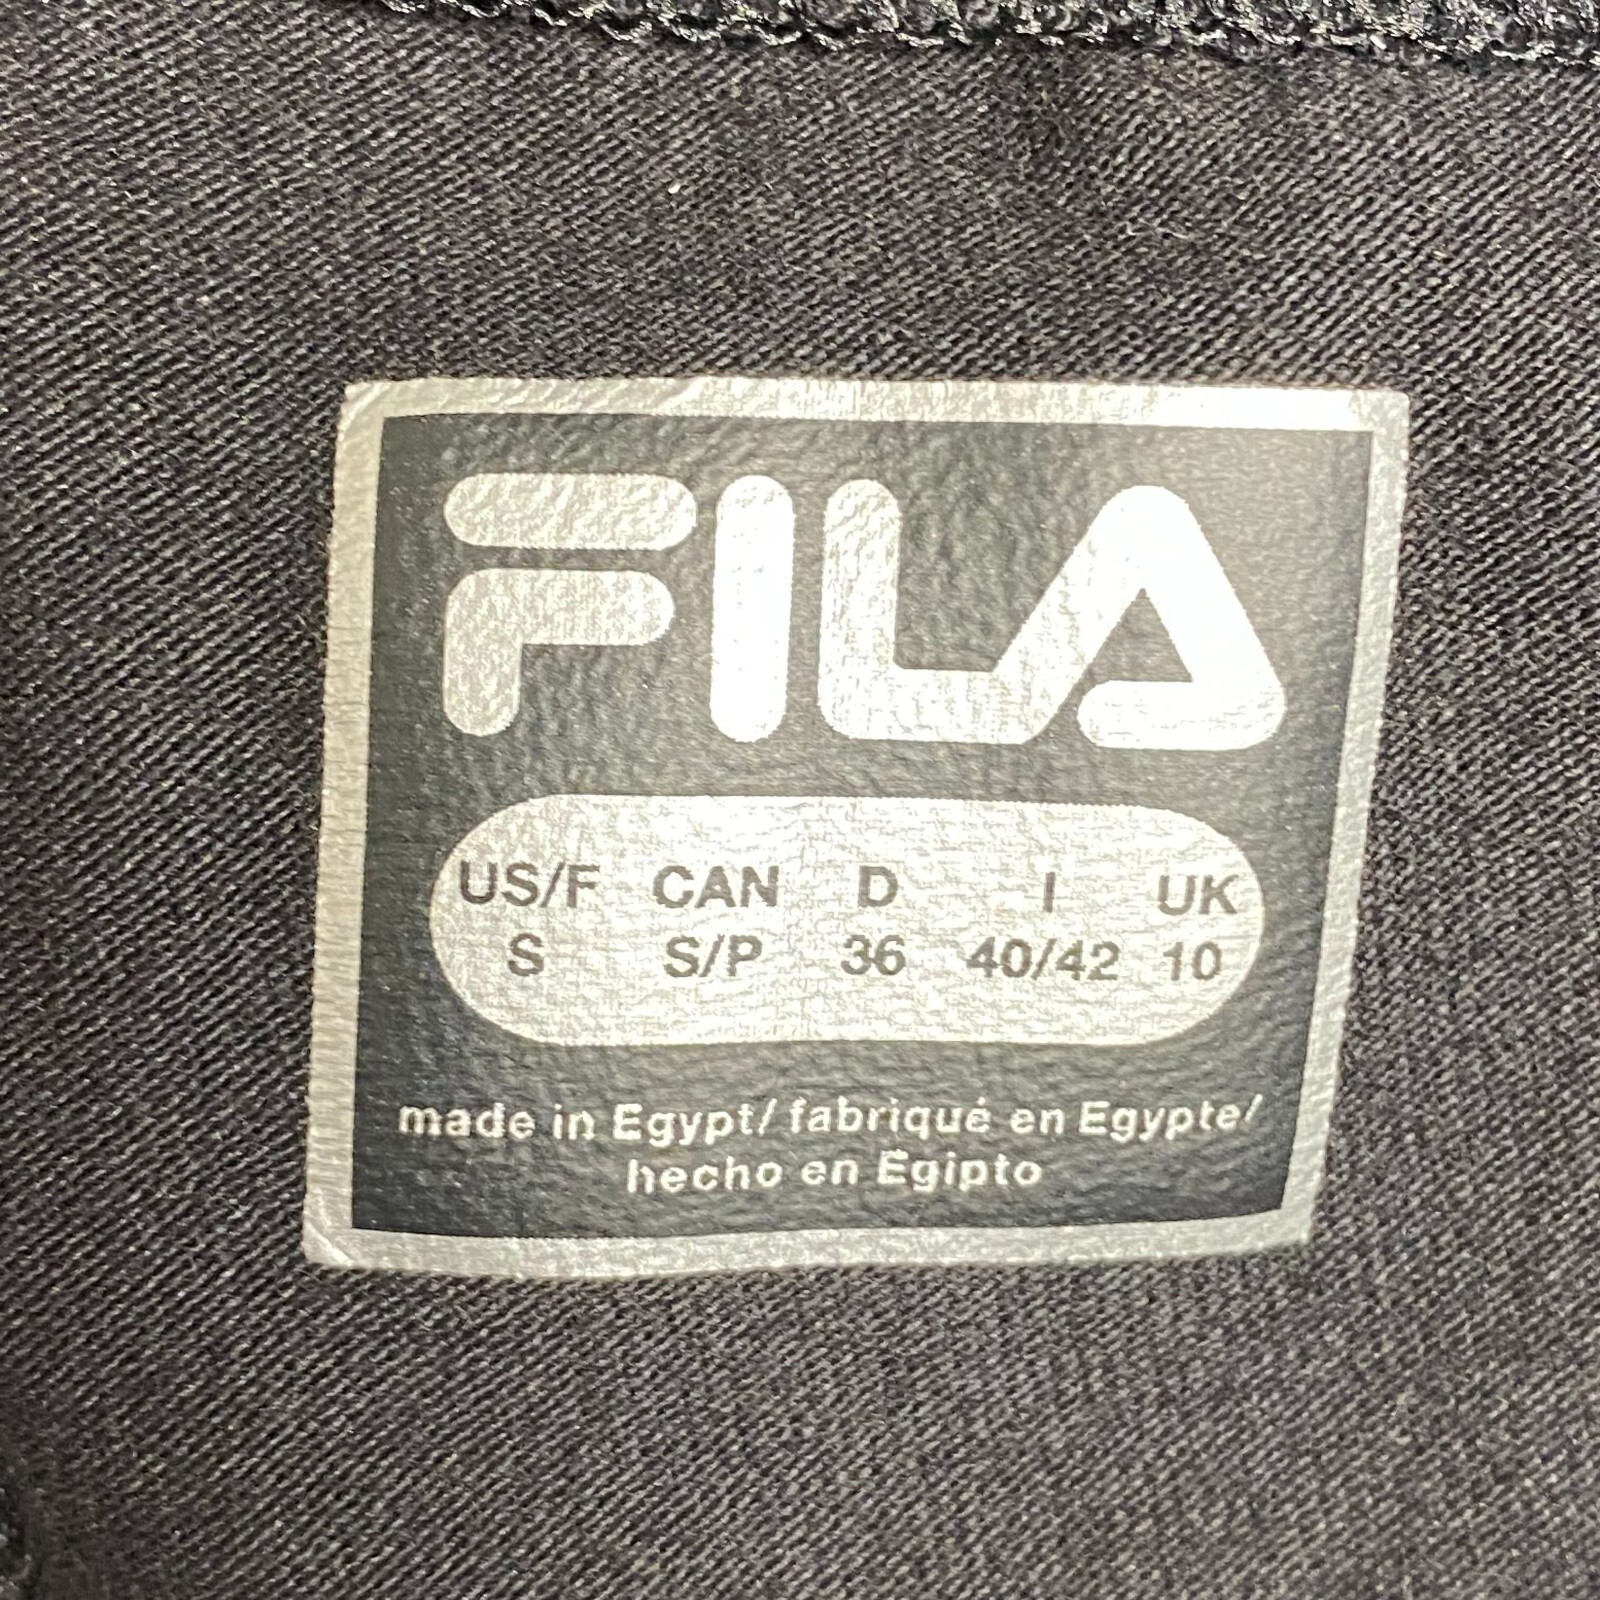 FILA
US/F CAN D I UK
S S/P 36 40/42 10
made in Egypt/ fabriqué en Egypte/
hecho en Egipto